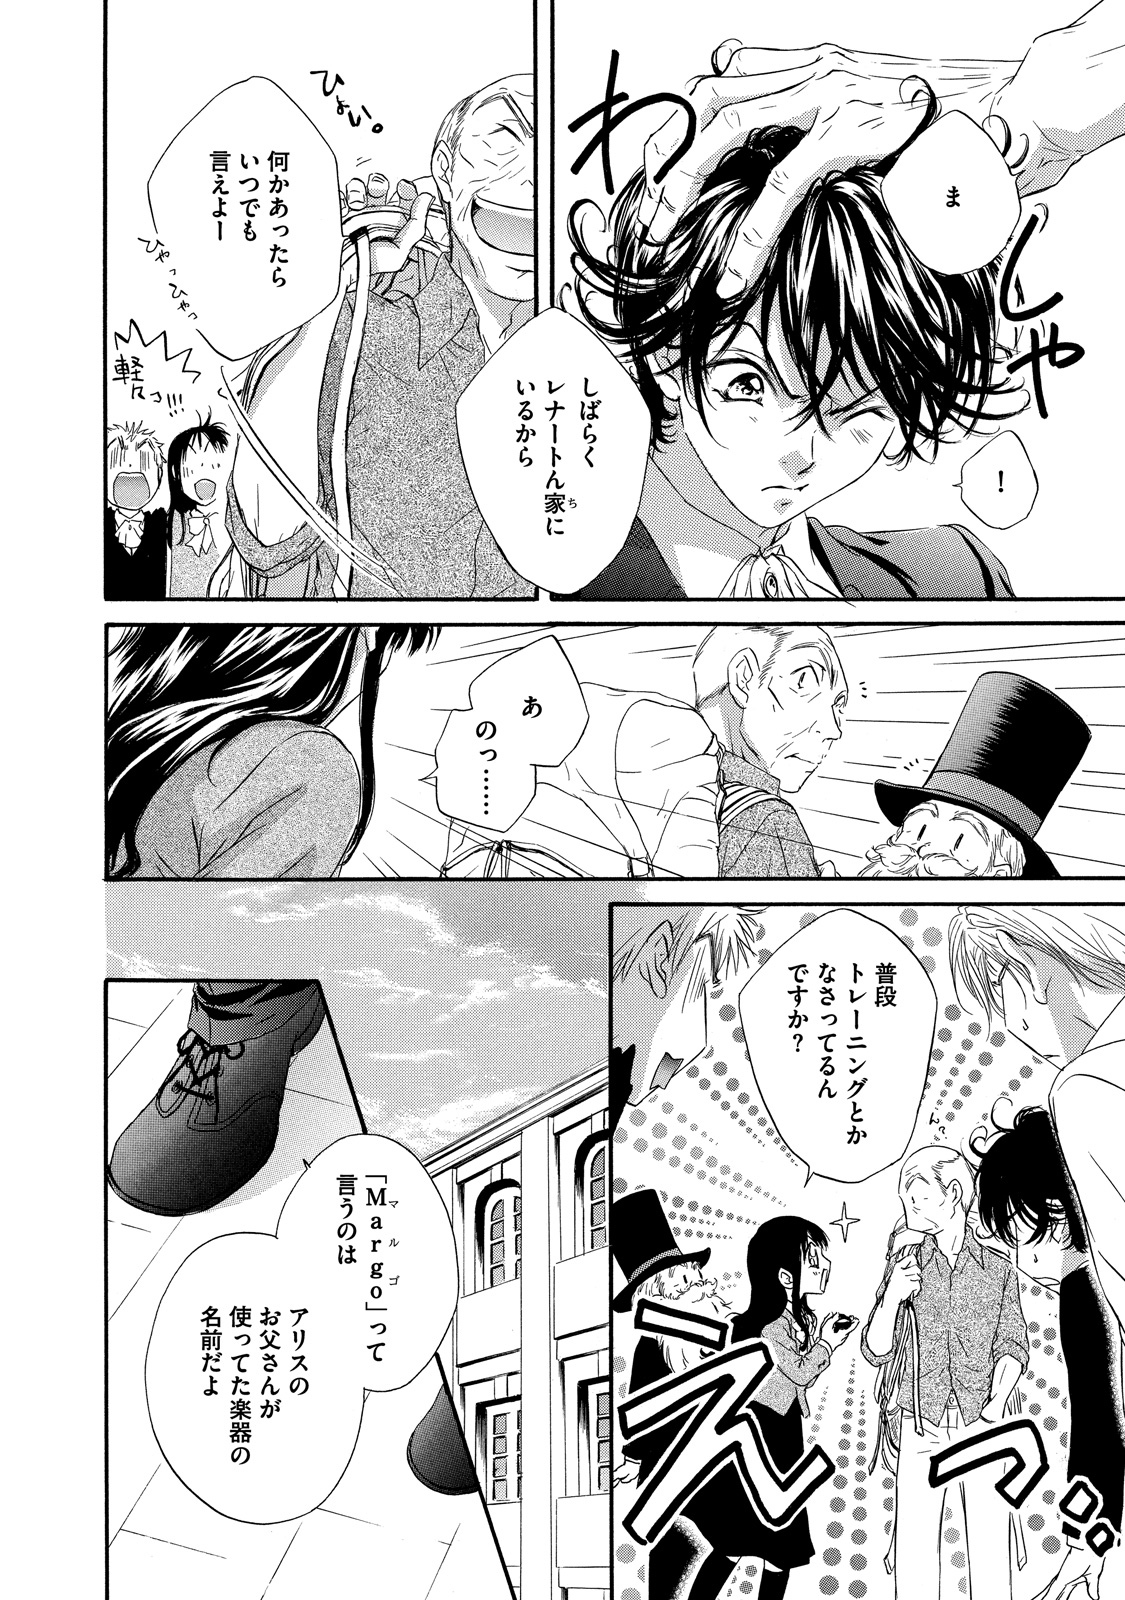 ま
わしゃ
!
しばらく
レナートん家に
ち
いるから
ひょい。
何かあったら
いつでも
言えよー
ひゃっひゃっ
軽っ!!!
あ
のっ……
普段
トレーニングとか
なさってるんですか?
ん?
ええっ。。
「Margo」って
マルゴ
言うのは
アリスの
お父さんが
使ってた楽器の
名前だよ